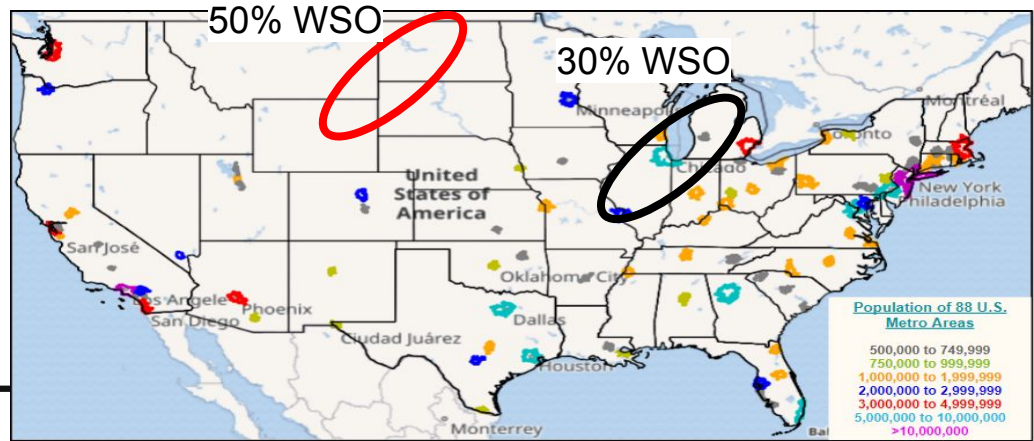 50% WSO
30% WSO
Minneapol
Montréal
Toronto
Chicago
New York
Philadelphia
United
States of
America
San José
Los Angele
San Diego
Phoenix
Oklahoma City
Dallas
Ciudad Juárez
Houston
Monterrey
Population of 88 U.S.
Metro Areas
500,000 to 749,999
750,000 to 999,999
1,000,000 to 1,999,999
2,000,000 to 2,999,999
3,000,000 to 4,999,999
5,000,000 to 10,000,000
>10,000,000